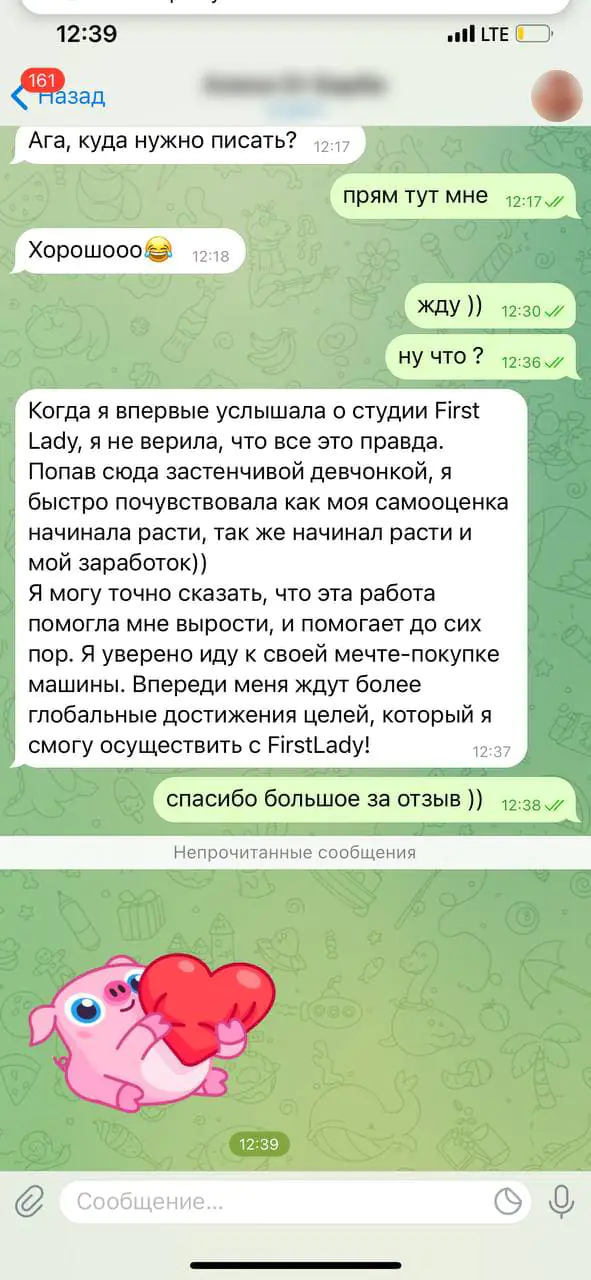 12:39
LTE
161
Назад
Ага, куда нужно писать? 12:17
прям тут мне 12:17
Хорошооо😂 12:18
жду )) 12:30
ну что ? 12:36
Когда я впервые услышала о студии First
Lady, я не верила, что все это правда.
Попав сюда застенчивой девчонкой, я
быстро почувствовала как моя самооценка
начинала расти, так же начинал расти и
мой заработок))
Я могу точно сказать, что эта работа
помогла мне вырости, и помогает до сих
пор. Я уверено иду к своей мечте-покупке
машины. Впереди меня ждут более
глобальные достижения целей, который я
смогу осуществить с FirstLady!
12:37
спасибо большое за отзыв )) 12:38
Непрочитанные сообщения
12:39
Сообщение...